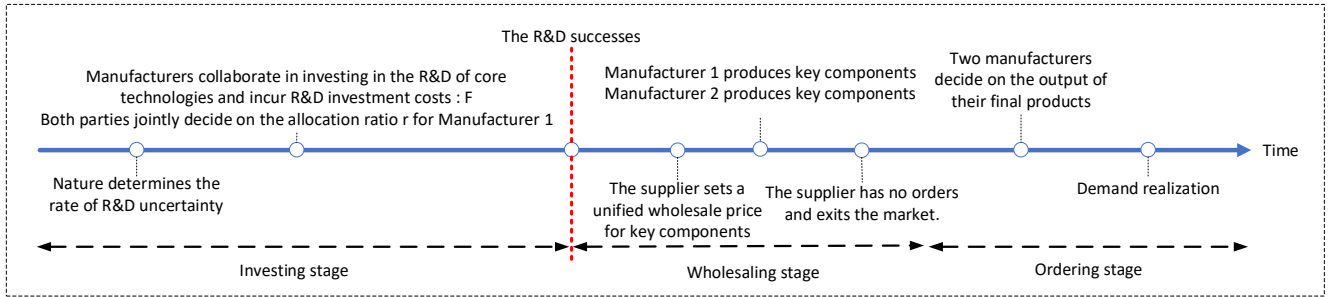 The R&D successes
Manufacturers collaborate in investing in the R&D of core
technologies and incur R&D investment costs : F
Both parties jointly decide on the allocation ratio r for Manufacturer 1
Manufacturer 1 produces key components
Manufacturer 2 produces key components
Two manufacturers
decide on the output of
their final products
Time
Nature determines the
rate of R&D uncertainty
The supplier sets a
unified wholesale price
for key components
The supplier has no orders
and exits the market.
Demand realization
Investing stage
Wholesaling stage
Ordering stage